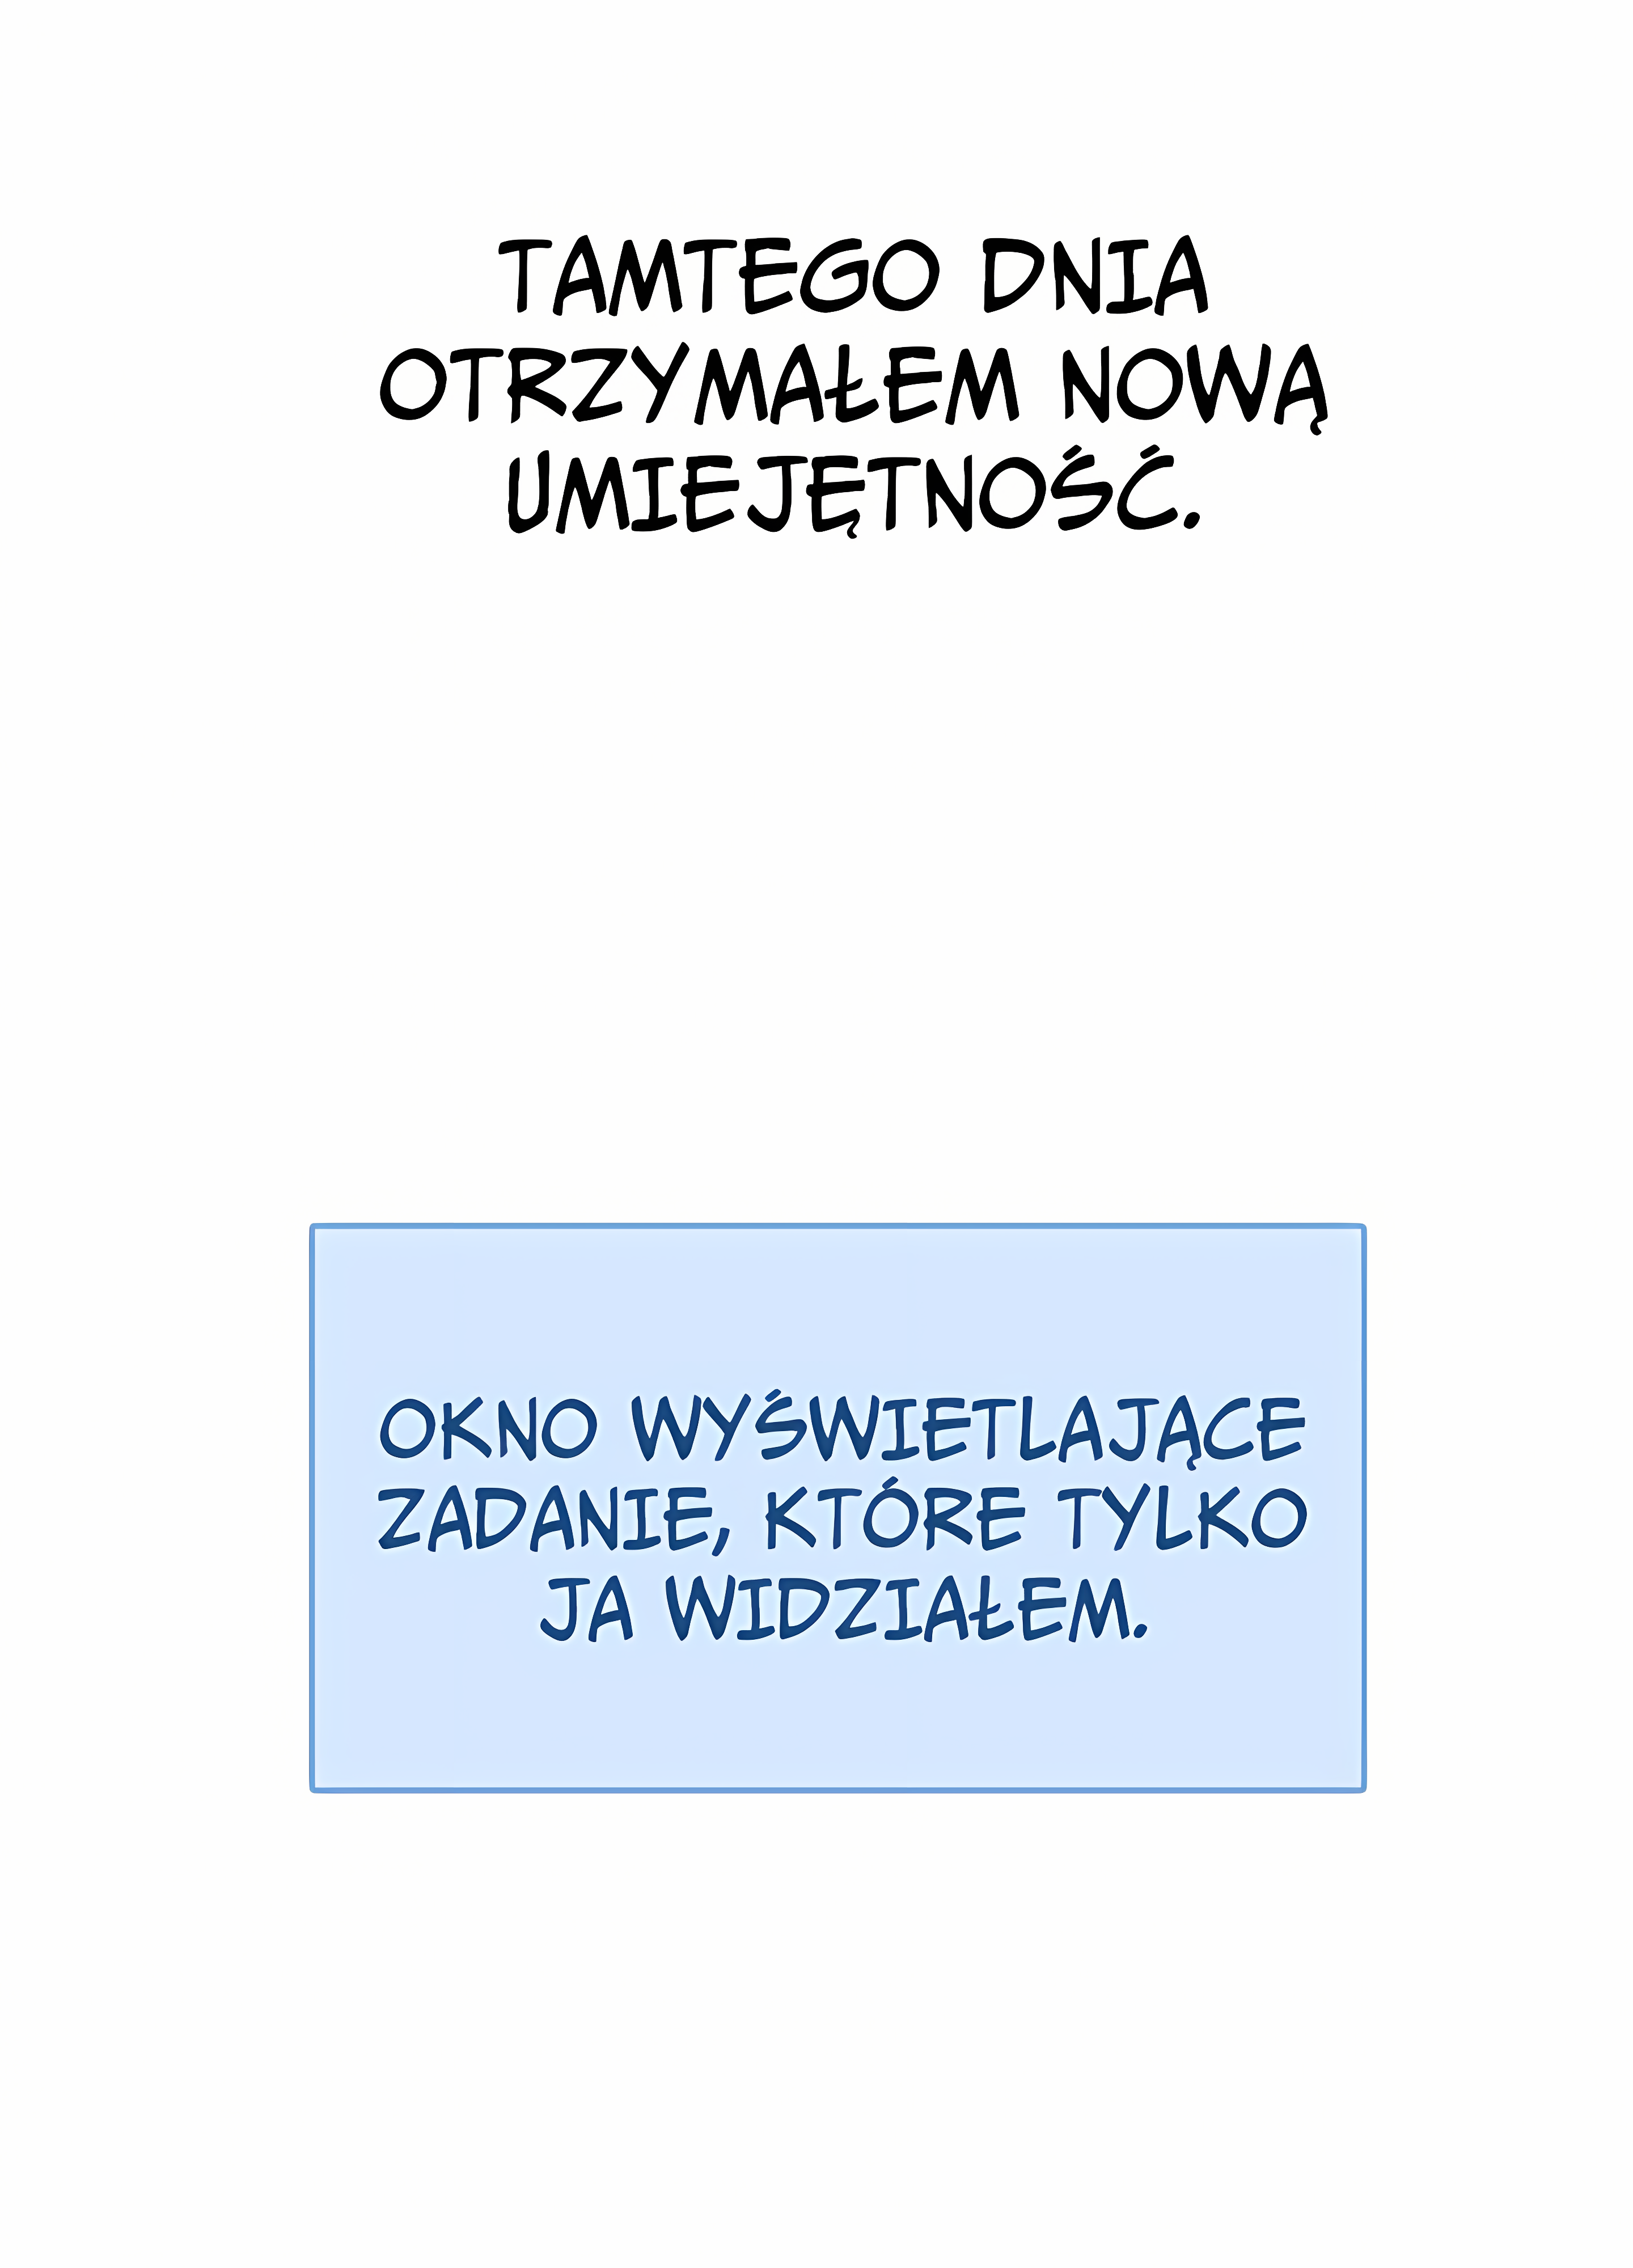 TAMTEGO DNIA
OTRZYMAŁEM NOWĄ
UMIEJĘTNOŚĆ.
OKNO WYŚWIETLAJĄCE
ZADANIE, KTÓRE TYLKO
JA WIDZIAŁEM.